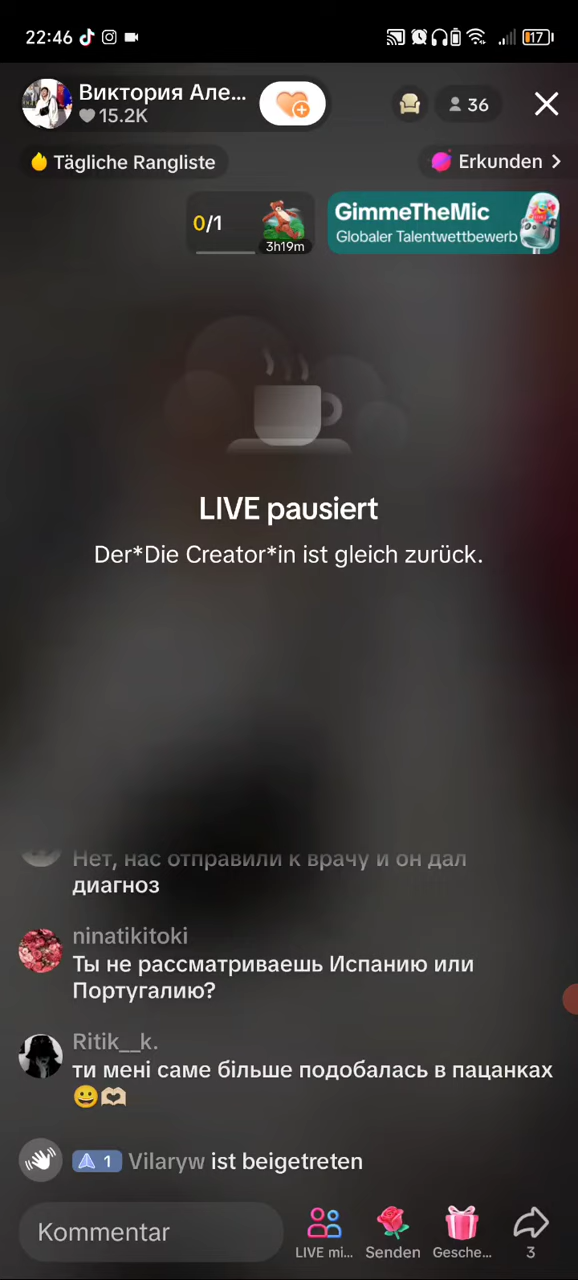 22:46
17
Виктория Але...
15.2K
36
Tägliche Rangliste
Erkunden
0/1
3h19m
GimmeTheMic
Globaler Talentwettbewerb
LIVE pausiert
Der*Die Creator*in ist gleich zurück.
Нет, нас отправили к врачу и он дал
диагноз
ninatikitoki
Ты не рассматриваешь Испанию или
Португалию?
Ritik__k.
ти мені саме більше подобалась в пацанках
😀🫶🏼
1 Vilaryw ist beigetreten
Kommentar
LIVE mi...
Senden
Gesche...
3